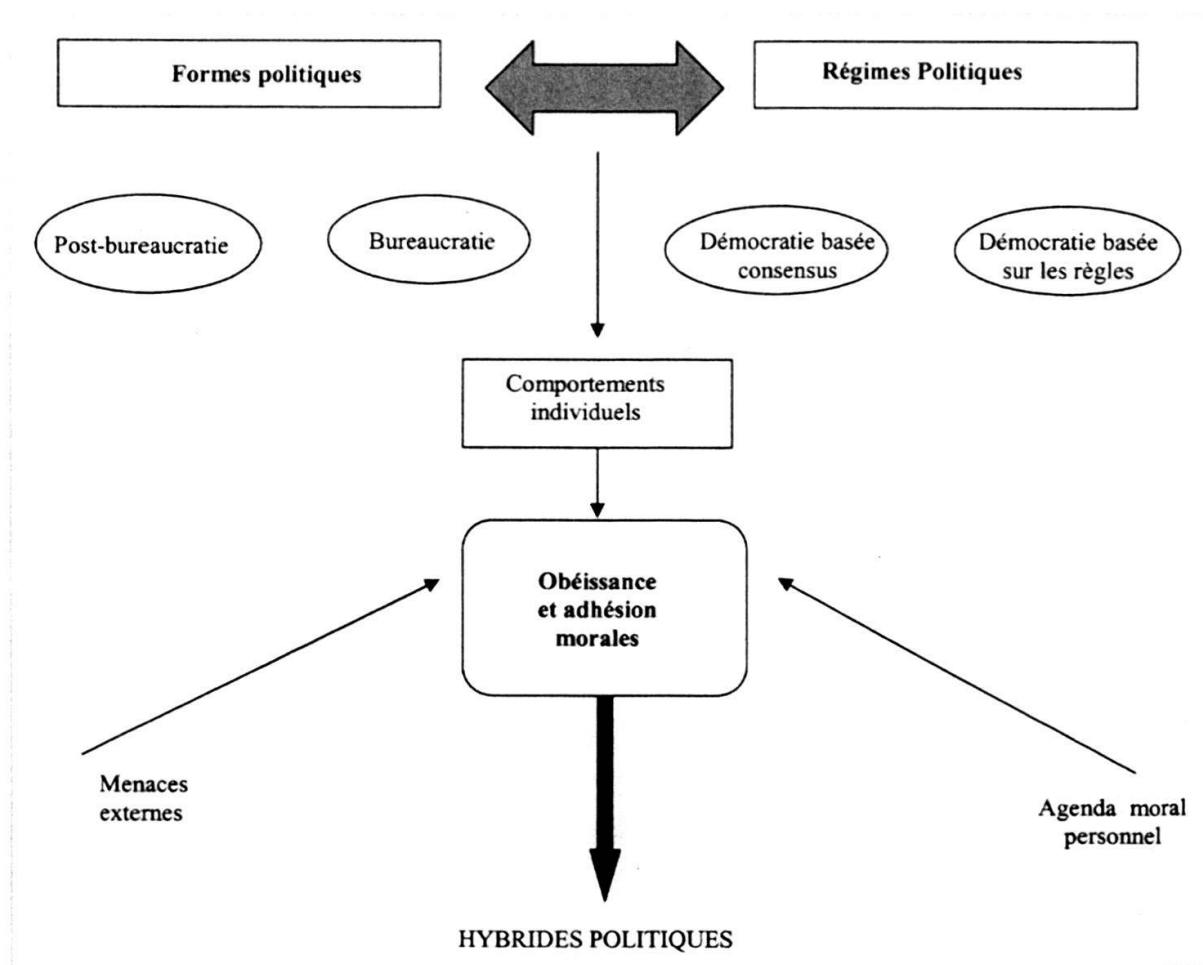 Formes politiques
Régimes Politiques
Post-bureaucratie
Bureaucratie
Démocratie basée
consensus
Démocratie basée
sur les règles
Comportements
individuels
Obéissance
et adhésion
morales
Menaces
externes
Agenda moral
personnel
HYBRIDES POLITIQUES